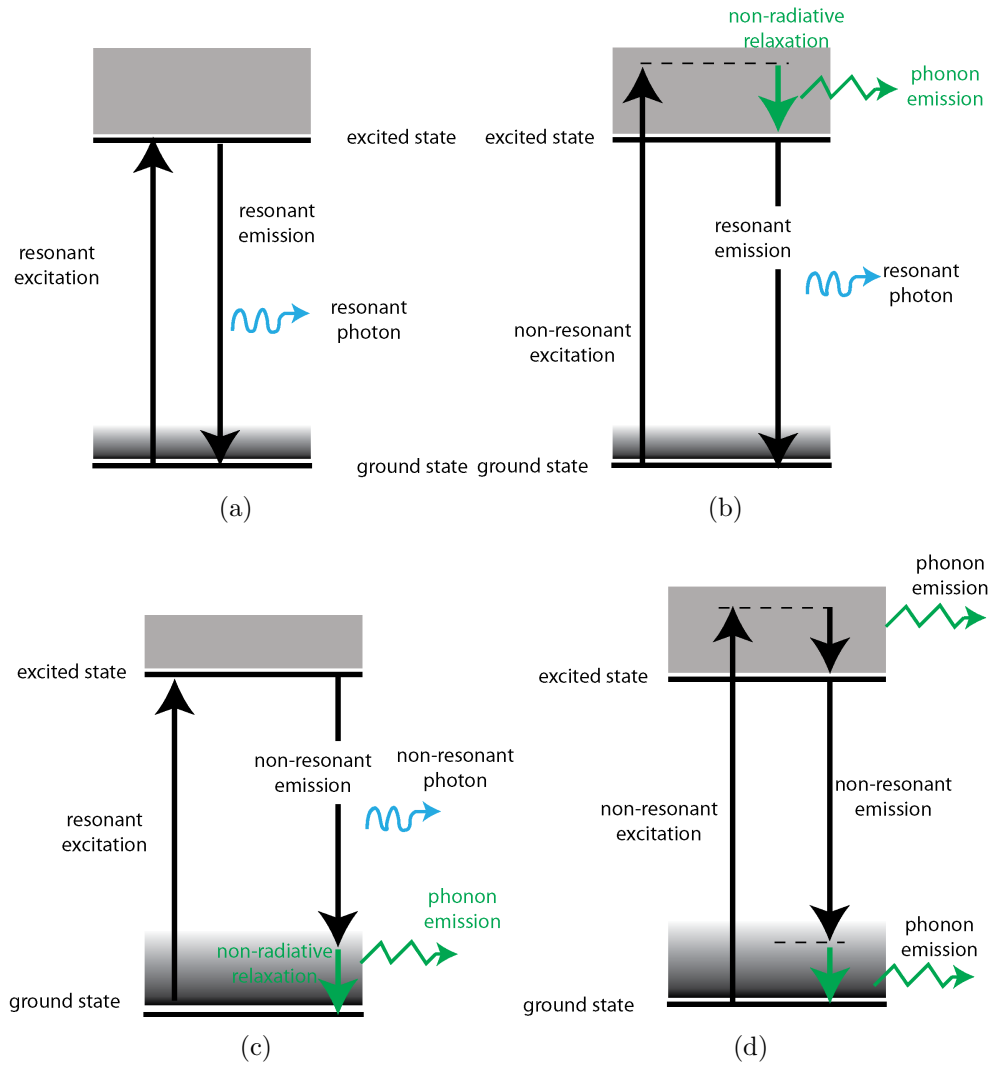 non-radiative
relaxation
phonon
emission
excited state
excited state
resonant
emission
resonant
emission
resonant
excitation
resonant
photon
resonant
photon
non-resonant
excitation
ground state
ground state
(a)
(b)
phonon
emission
excited state
excited state
non-resonant
emission
non-resonant
photon
non-resonant
emission
resonant
excitation
non-resonant
excitation
phonon
emission
non-radiative
relaxation
phonon
emission
ground state
ground state
(c)
(d)